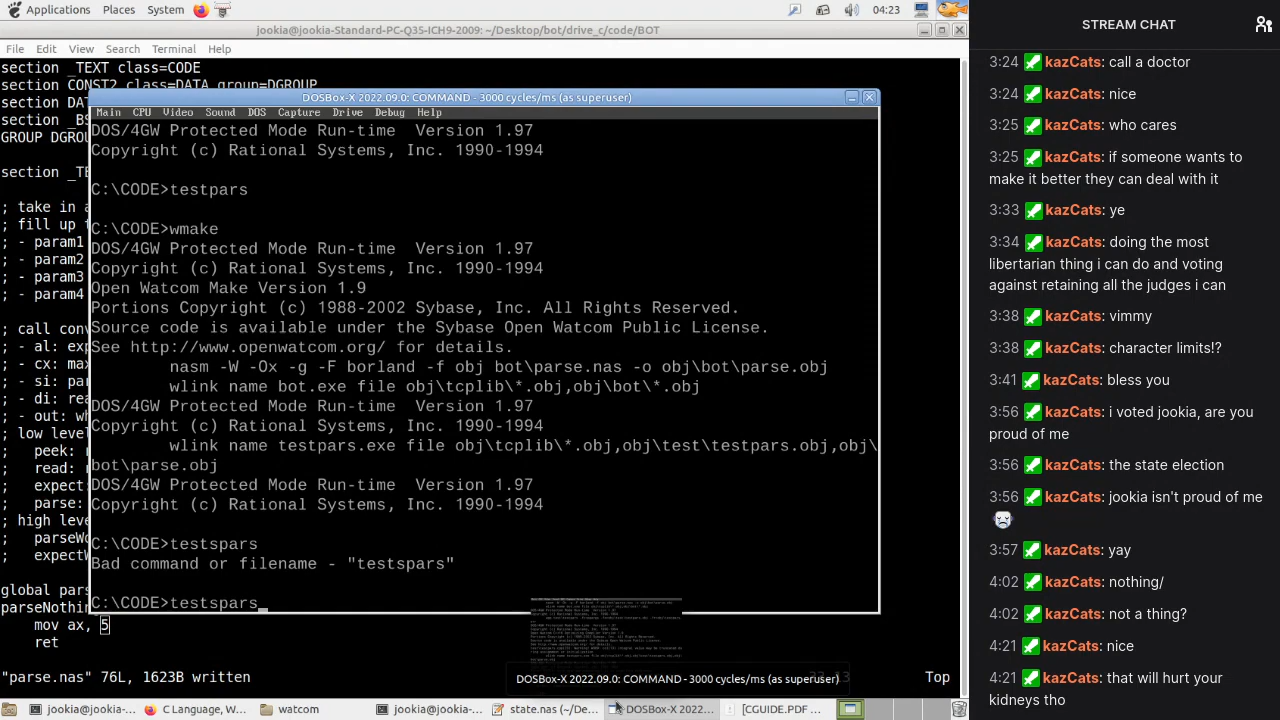 Applications Places System 04:23
jookia@jookia-Standard-PC-Q35-ICH9-2009: ~/Desktop/bot/drive_c/code/BOT
File Edit View Search Terminal Help
section _TEXT class=CODE
section CONST2 class=DATA group=DGROUP
section DAT
section _BS
GROUP DGROU
section _TE
; take in a
; fill up t
; - param1
; - param2
; - param3
; - param4
; call conv
; - al: exp
; - cx: max
; - si: par
; - di: rea
; - out: wh
; low level
;   peek: r
;   read: r
;   expect:
;   parse:
; high leve
;   parseWo
;   expectW
global pars
parseNothin
mov ax, 5
ret
"parse.nas" 76L, 1623B written
Top
DOSBox-X 2022.09.0: COMMAND - 3000 cycles/ms (as superuser)
Main CPU Video Sound DOS Capture Drive Debug Help
DOS/4GW Protected Mode Run-time  Version 1.97
Copyright (c) Rational Systems, Inc. 1990-1994
C:\CODE>testpars
C:\CODE>wmake
DOS/4GW Protected Mode Run-time  Version 1.97
Copyright (c) Rational Systems, Inc. 1990-1994
Open Watcom Make Version 1.9
Portions Copyright (c) 1988-2002 Sybase, Inc. All Rights Reserved.
Source code is available under the Sybase Open Watcom Public License.
See http://www.openwatcom.org/ for details.
nasm -W -Ox -g -F borland -f obj bot\parse.nas -o obj\bot\parse.obj
wlink name bot.exe file obj\tcplib\*.obj,obj\bot\*.obj
DOS/4GW Protected Mode Run-time  Version 1.97
Copyright (c) Rational Systems, Inc. 1990-1994
wlink name testpars.exe file obj\tcplib\*.obj,obj\test\testpars.obj,obj\
bot\parse.obj
DOS/4GW Protected Mode Run-time  Version 1.97
Copyright (c) Rational Systems, Inc. 1990-1994
C:\CODE>testspars
Bad command or filename - "testspars"
C:\CODE>testspars_
DOSBox-X 2022.09.0: COMMAND - 3000 cycles/ms (as superuser)
jookia@jookia-... C Language, W... watcom jookia@jookia-... state.nas (~/De... DOSBox-X 2022.... [CGUIDE.PDF ...
STREAM CHAT
3:24 kazCats: call a doctor
3:24 kazCats: nice
3:25 kazCats: who cares
3:25 kazCats: if someone wants to
make it better they can deal with it
3:33 kazCats: ye
3:34 kazCats: doing the most
libertarian thing i can do and voting
against retaining all the judges i can
3:38 kazCats: vimmy
3:38 kazCats: character limits!?
3:41 kazCats: bless you
3:56 kazCats: i voted jookia, are you
proud of me
3:56 kazCats: the state election
3:56 kazCats: jookia isn't proud of me
3:57 kazCats: yay
4:02 kazCats: nothing/
4:02 kazCats: not a thing?
4:21 kazCats: nice
4:21 kazCats: that will hurt your
kidneys tho